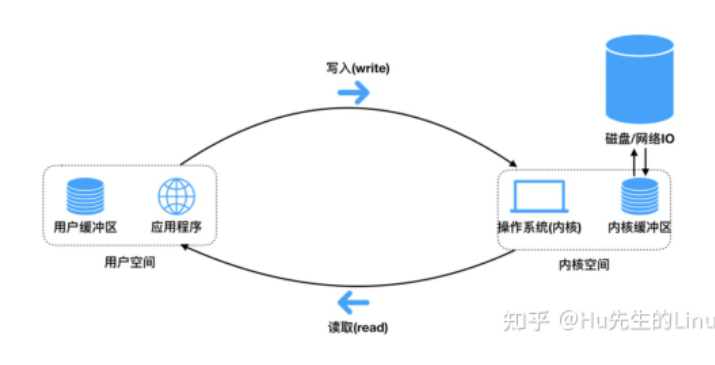 写入(write)
磁盘/网络IO
用户缓冲区
应用程序
操作系统(内核)
内核缓冲区
用户空间
内核空间
读取(read)
知乎 @Hu先生的Linu